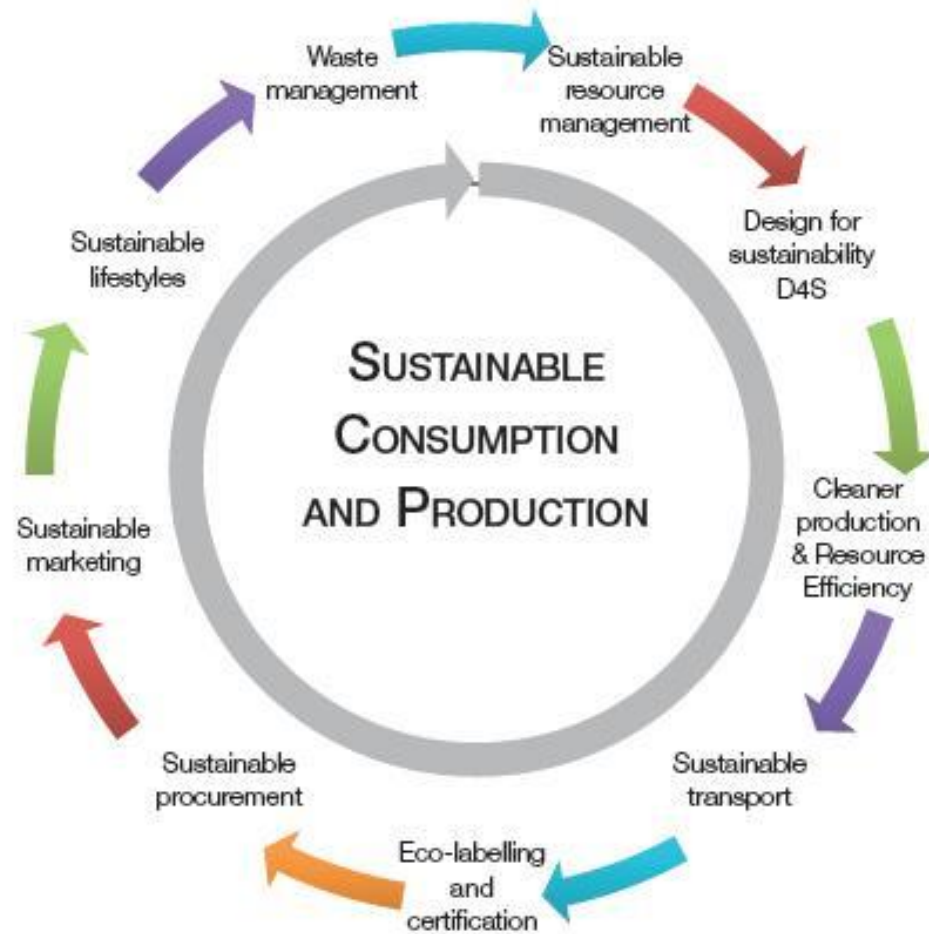 Waste
management
Sustainable
resource
management
Design for
sustainability
D4S
Cleaner
production
& Resource
Efficiency
Sustainable
transport
Eco-labelling
and
certification
Sustainable
procurement
Sustainable
marketing
Sustainable
lifestyles
SUSTAINABLE
CONSUMPTION
AND PRODUCTION